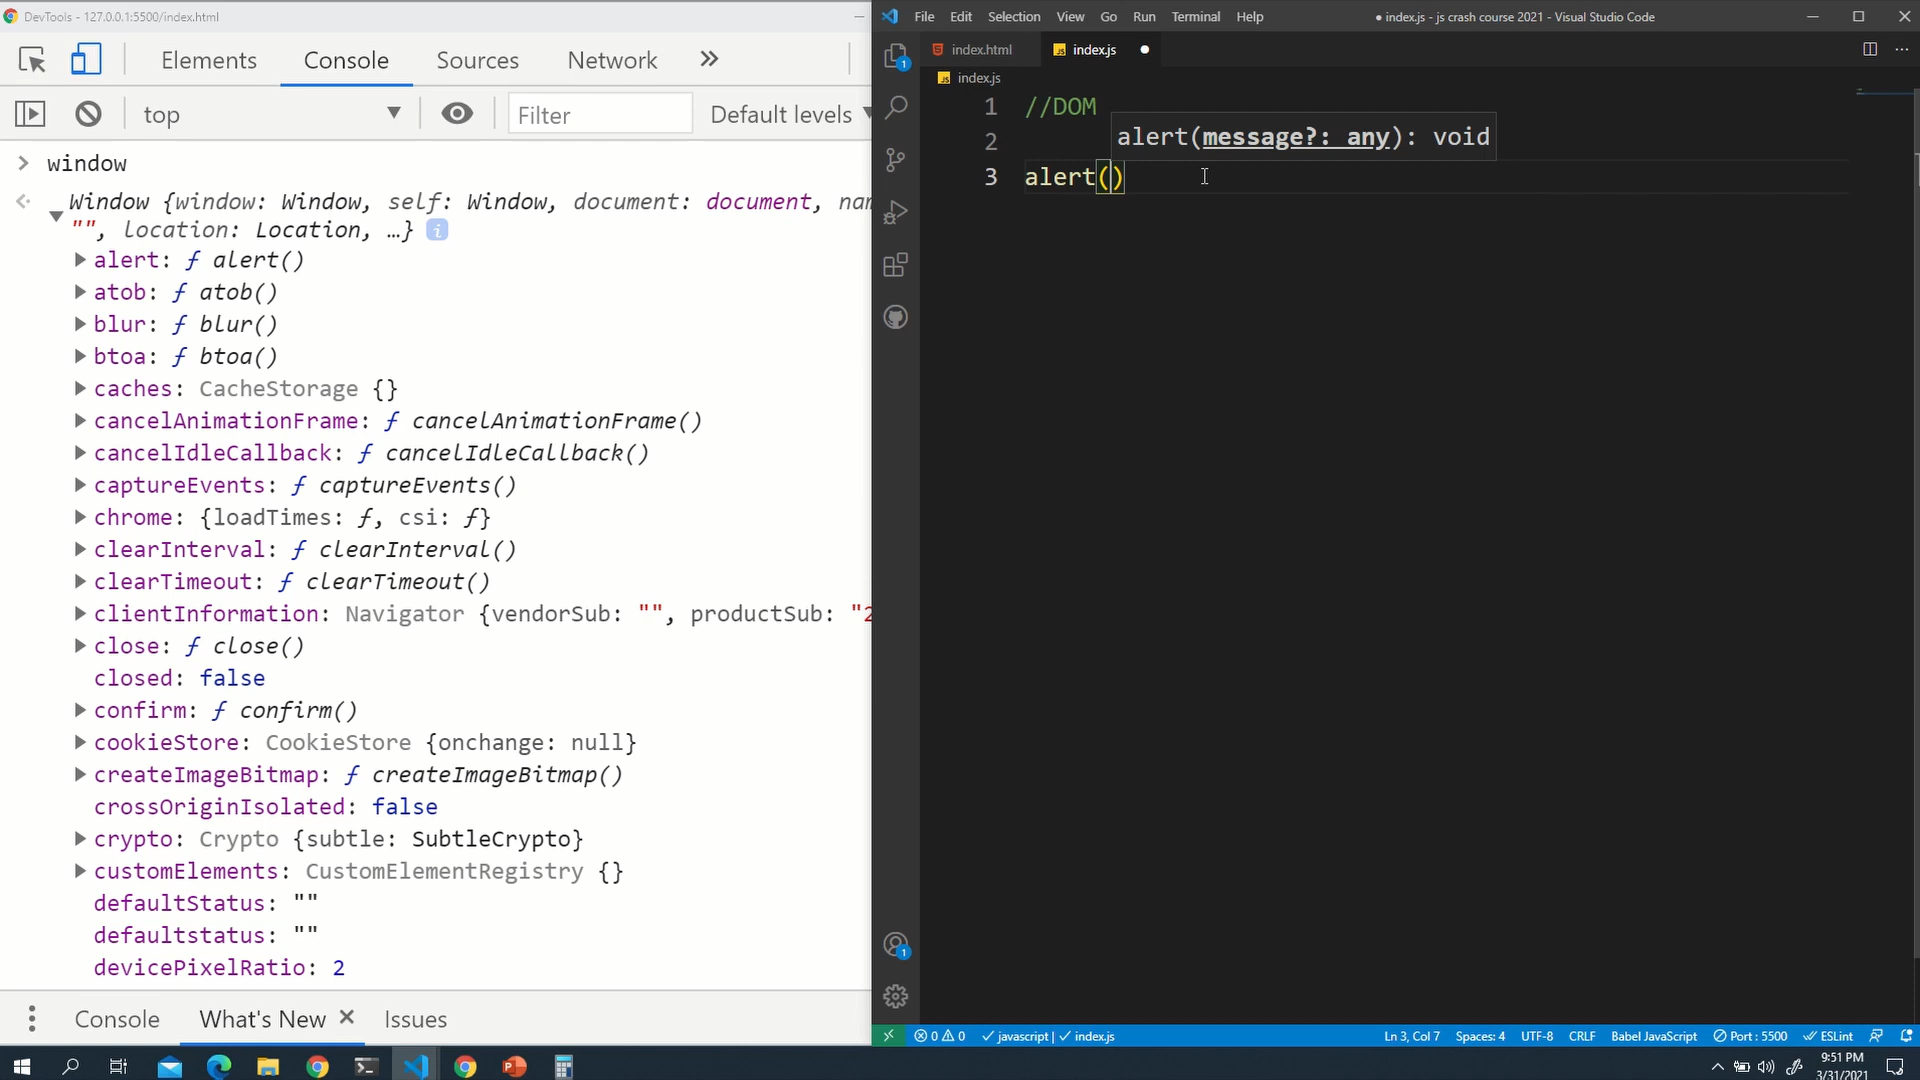 DevTools - 127.0.0.1:5500/index.html
Elements Console Sources Network
top Filter Default levels
window
Window {window: Window, self: Window, document: document, nam
"", location: Location, …} i
alert: ƒ alert()
atob: ƒ atob()
blur: ƒ blur()
btoa: ƒ btoa()
caches: CacheStorage {}
cancelAnimationFrame: ƒ cancelAnimationFrame()
cancelIdleCallback: ƒ cancelIdleCallback()
captureEvents: ƒ captureEvents()
chrome: {loadTimes: ƒ, csi: ƒ}
clearInterval: ƒ clearInterval()
clearTimeout: ƒ clearTimeout()
clientInformation: Navigator {vendorSub: "", productSub: "2
close: ƒ close()
closed: false
confirm: ƒ confirm()
cookieStore: CookieStore {onchange: null}
createImageBitmap: ƒ createImageBitmap()
crossOriginIsolated: false
crypto: Crypto {subtle: SubtleCrypto}
customElements: CustomElementRegistry {}
defaultStatus: ""
defaultstatus: ""
devicePixelRatio: 2
Console What's New Issues
File Edit Selection View Go Run Terminal Help
● index.js - js crash course 2021 - Visual Studio Code
index.html index.js
index.js
1 //DOM
alert(message?: any): void
2
3 alert()
1
1
0 0 javascript | index.js Ln 3, Col 7 Spaces: 4 UTF-8 CRLF Babel JavaScript Port : 5500 ESLint
9:51 PM
3/31/2021